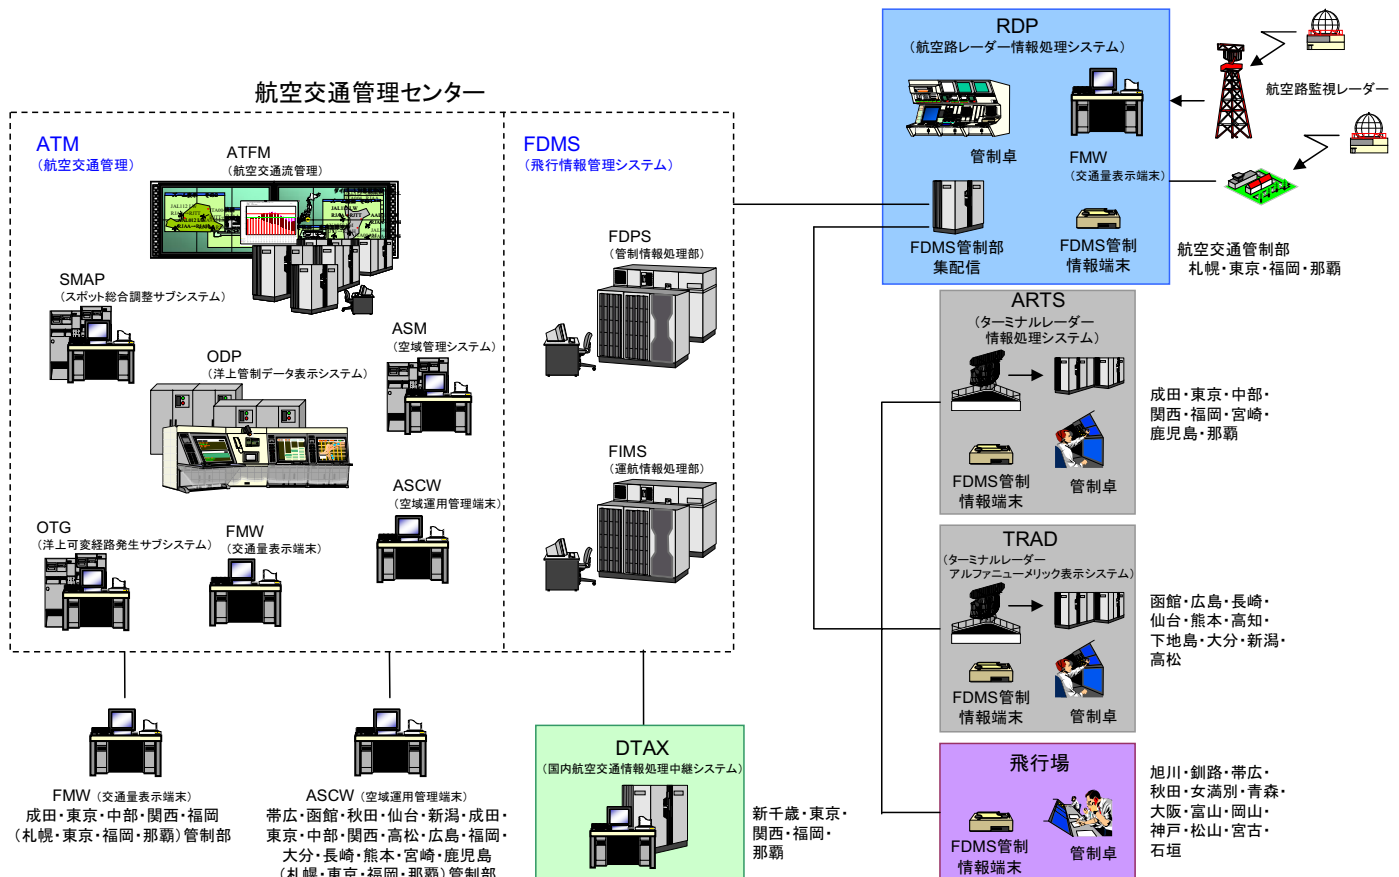 航空交通管理センター
ATM
(航空交通管理)
ATFM
(航空交通流管理)
SMAP
(スポット総合調整サブシステム)
ASM
(空域管理システム)
ODP
(洋上管制データ表示システム)
ASCW
(空域運用管理端末)
OTG
(洋上可変経路発生サブシステム)
FMW
(交通量表示端末)
FDMS
(飛行情報管理システム)
FDPS
(管制情報処理部)
FIMS
(運航情報処理部)
FMW (交通量表示端末)
成田・東京・中部・関西・福岡
(札幌・東京・福岡・那覇)管制部
ASCW (空域運用管理端末)
帯広・函館・秋田・仙台・新潟・成田・
東京・中部・関西・高松・広島・福岡・
大分・長崎・熊本・宮崎・鹿児島
(札幌・東京・福岡・那覇)管制部
DTAX
(国内航空交通情報処理中継システム)
新千歳・東京・
関西・福岡・
那覇
RDP
(航空路レーダー情報処理システム)
管制卓
FMW
(交通量表示端末)
FDMS管制部
集配信
FDMS管制
情報端末
航空路監視レーダー
航空交通管制部
札幌・東京・福岡・那覇
ARTS
(ターミナルレーダー
情報処理システム)
FDMS管制
情報端末
管制卓
成田・東京・中部・
関西・福岡・宮崎・
鹿児島・那覇
TRAD
(ターミナルレーダー
アルファニューメリック表示システム)
FDMS管制
情報端末
管制卓
函館・広島・長崎・
仙台・熊本・高知・
下地島・大分・新潟・
高松
飛行場
FDMS管制
情報端末
管制卓
旭川・釧路・帯広・
秋田・女満別・青森・
大阪・富山・岡山・
神戸・松山・宮古・
石垣